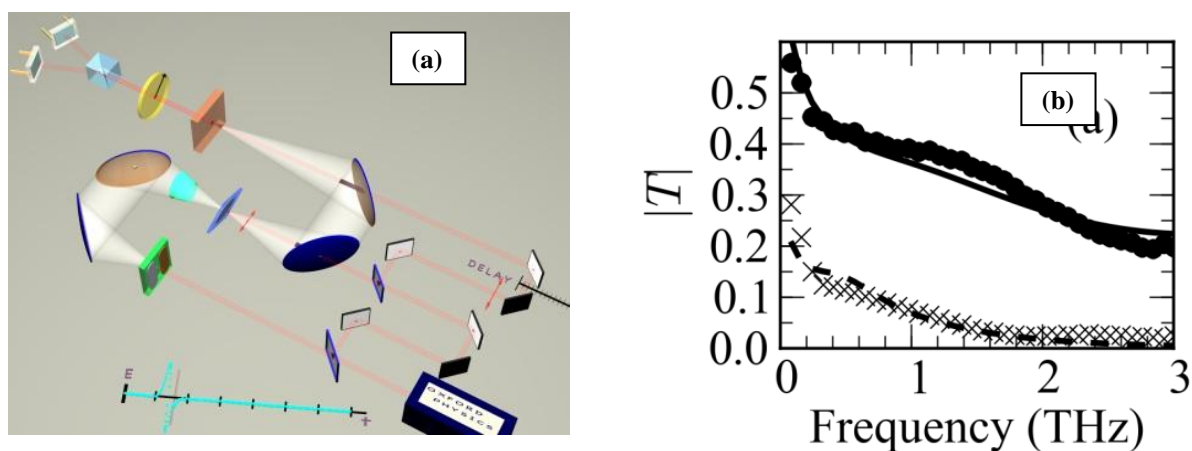 (a)
DELAY
E
+
OXFORD
PHYSICS
(b)
a)
|T|
0.5
0.4
0.3
0.2
0.1
0.0
0 1 2 3
Frequency (THz)